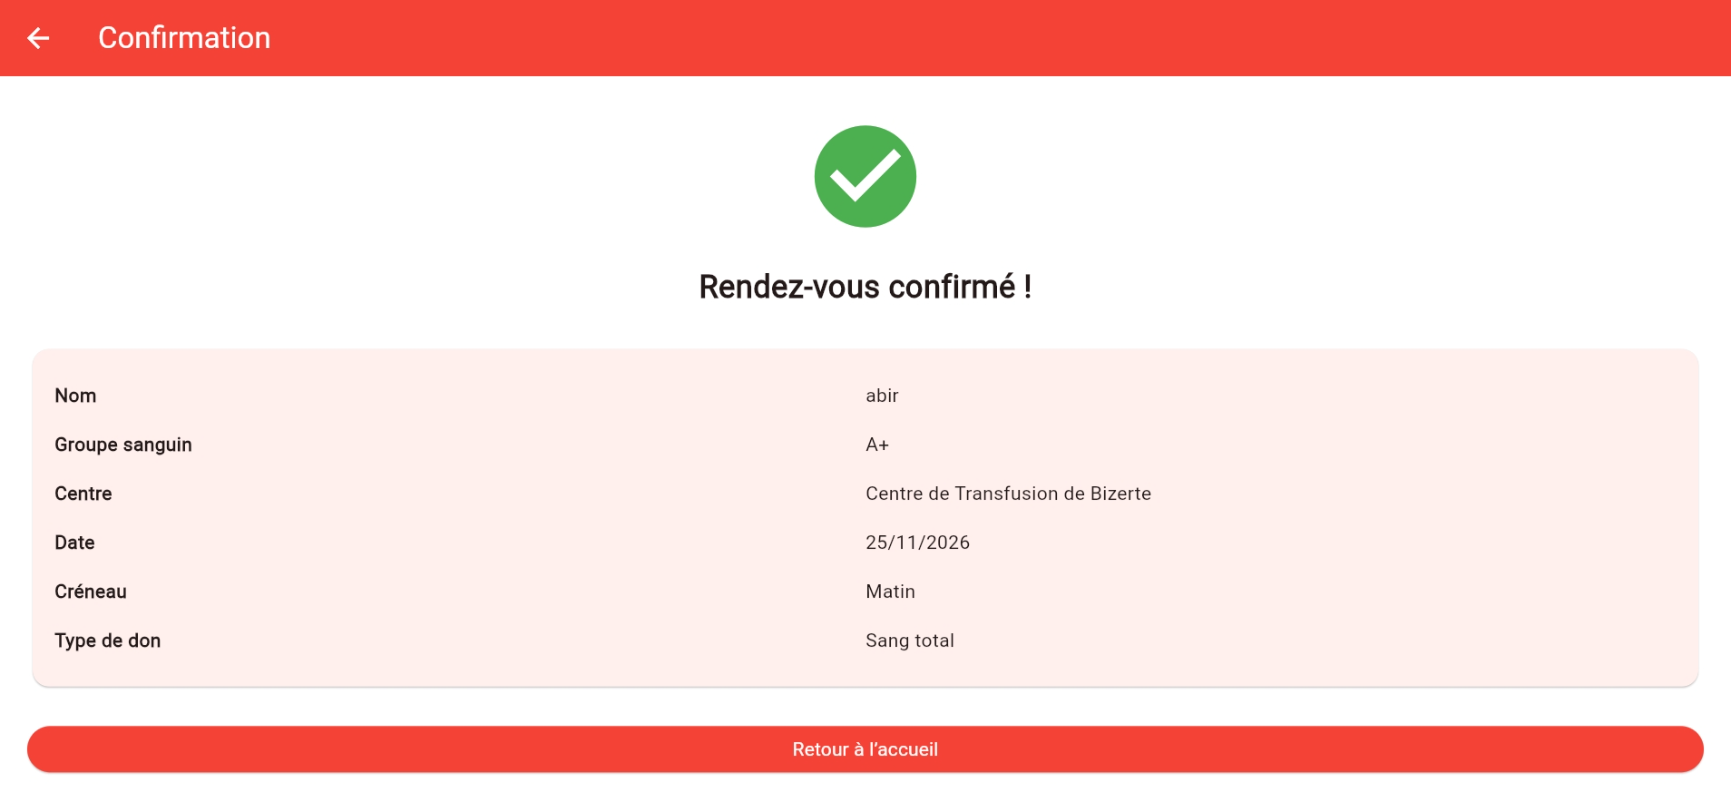 Confirmation
Rendez-vous confirmé !
Nom abir
Groupe sanguin A+
Centre Centre de Transfusion de Bizerte
Date 25/11/2026
Créneau Matin
Type de don Sang total
Retour à l’accueil